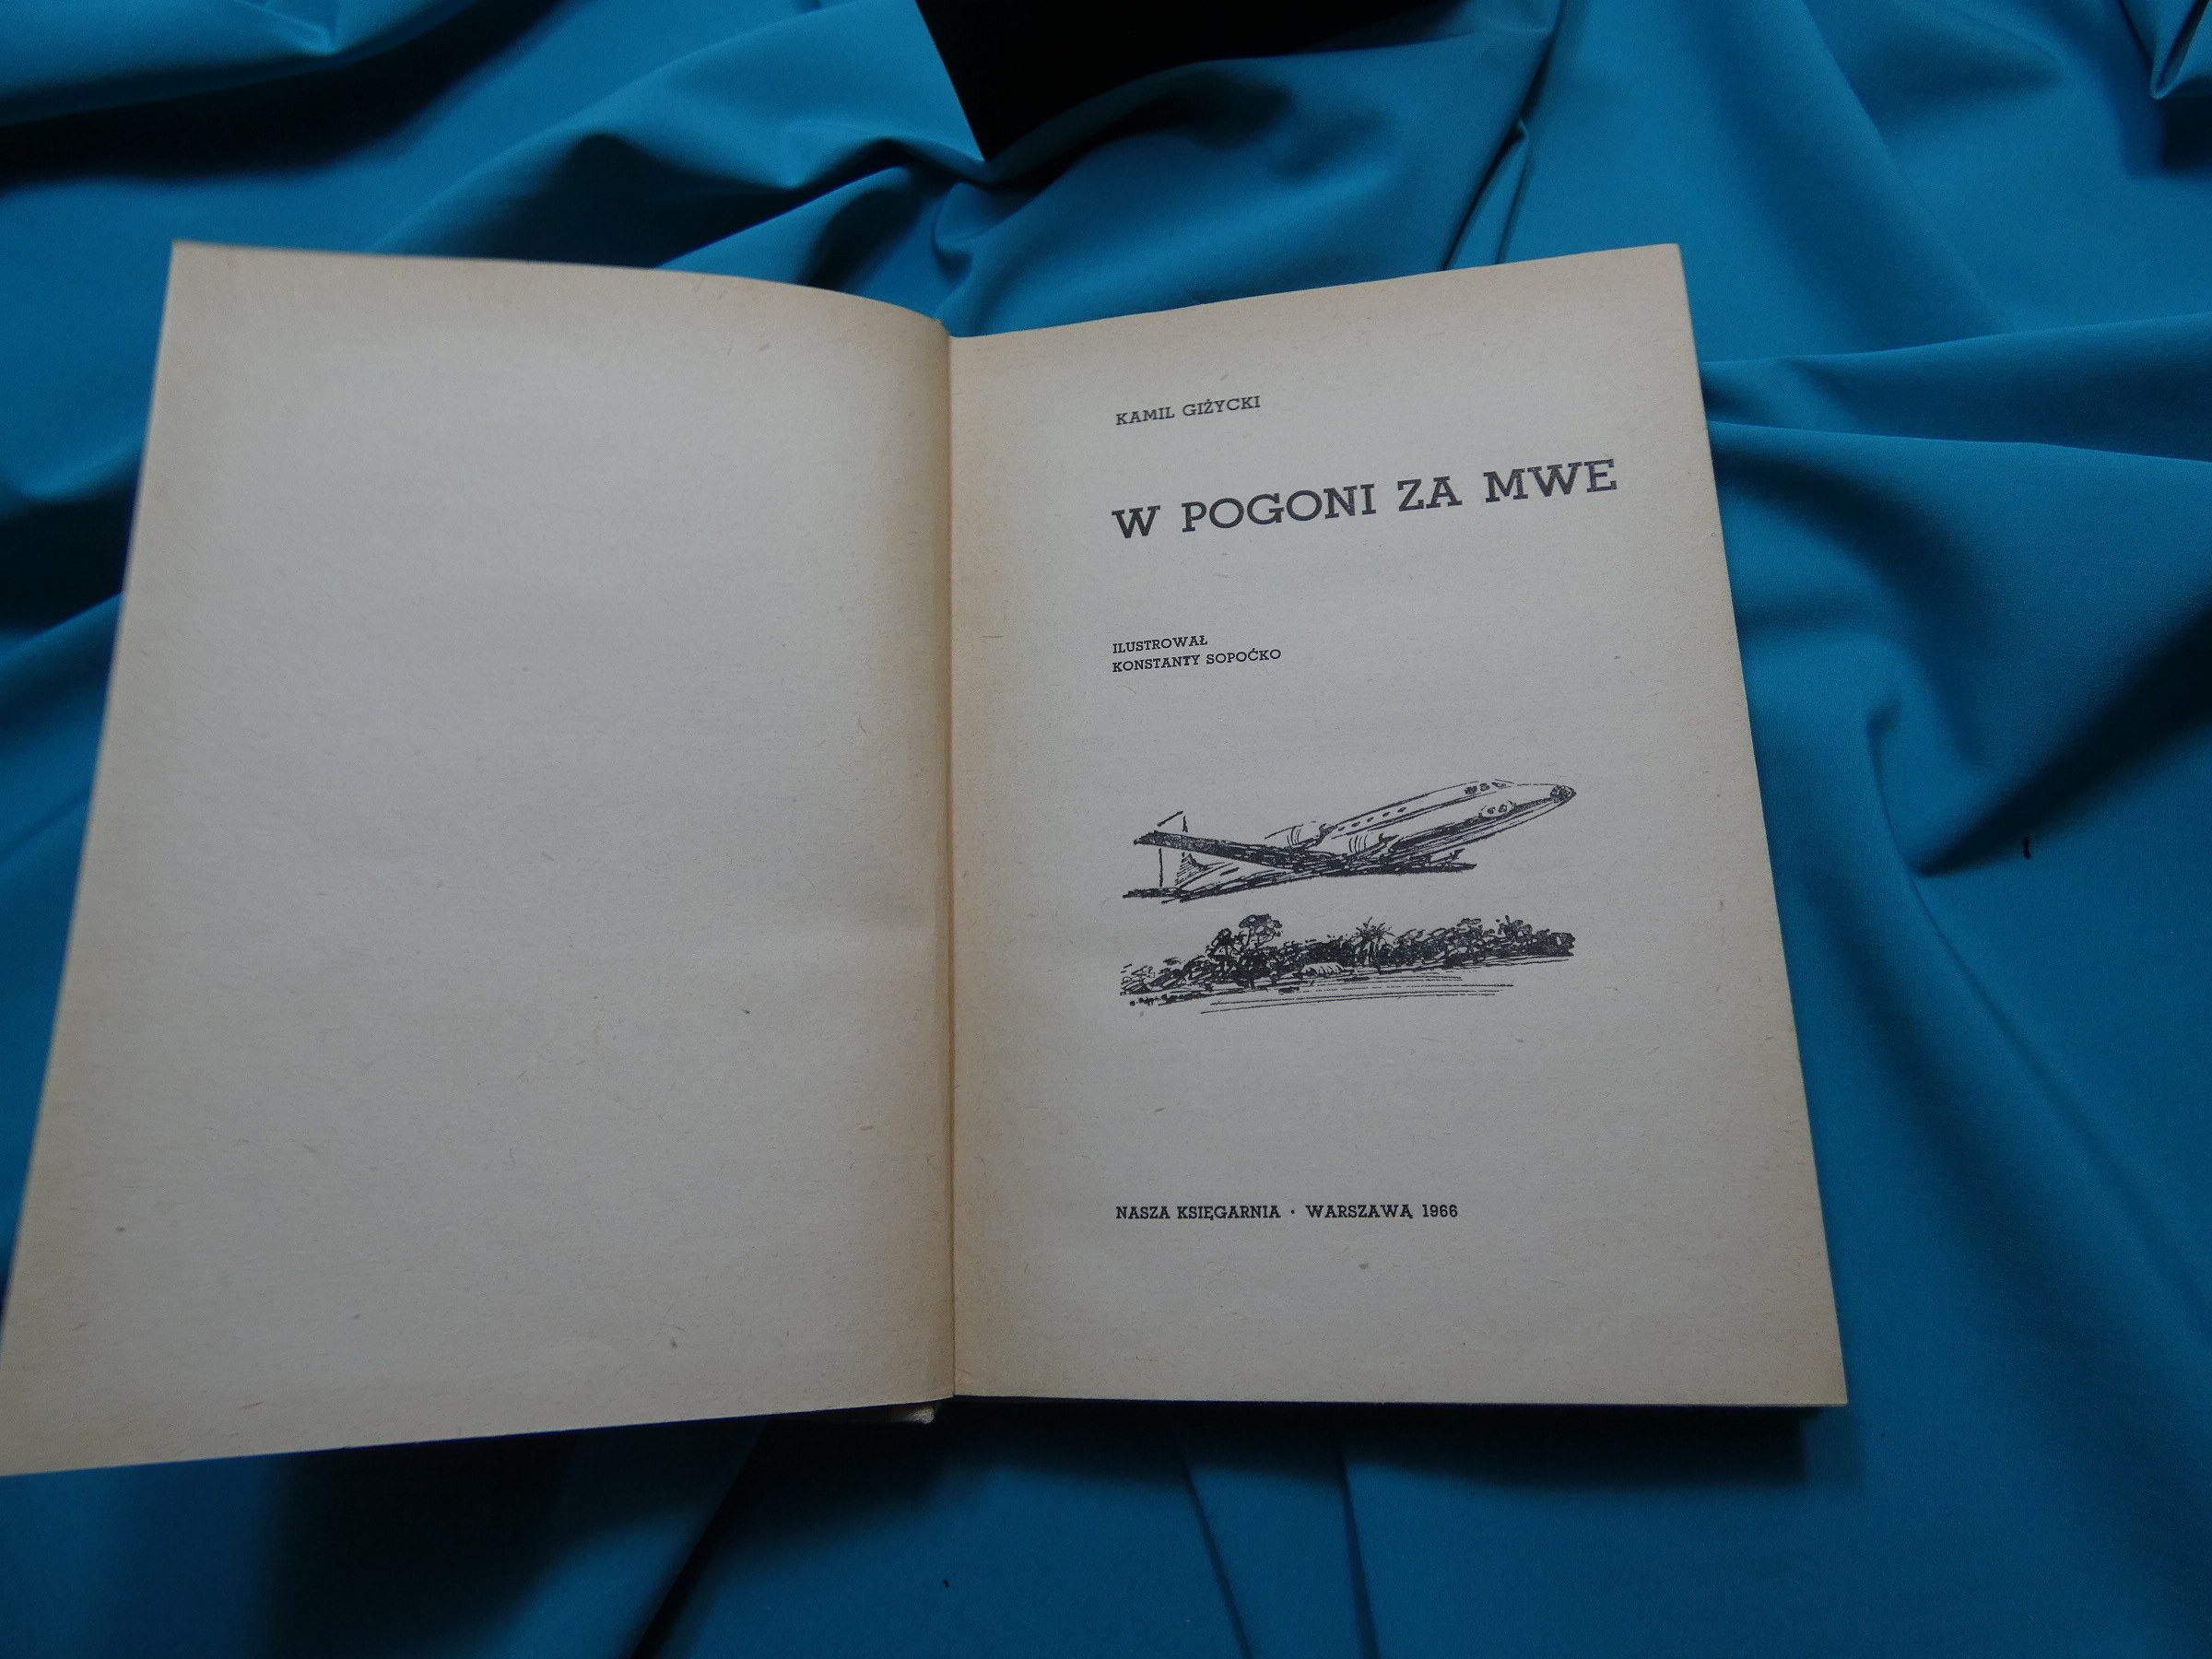 KAMIL GIŻYCKI
W POGONI ZA MWE
ILUSTROWAŁ
KONSTANTY SOPOĆKO
NASZA KSIĘGARNIA · WARSZAWA 1966